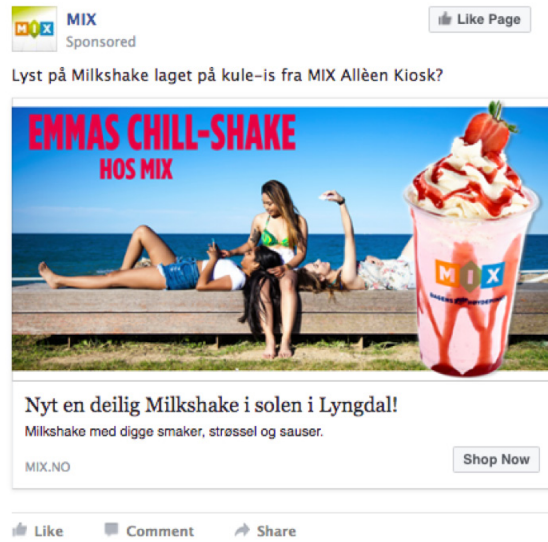 MIX
MIX
Sponsored
Like Page
Lyst på Milkshake laget på kule-is fra MIX Allèen Kiosk?
EMMAS CHILL-SHAKE
HOS MIX
MIX
Nyt en deilig Milkshake i solen i Lyngdal!
Milkshake med digge smaker, strøssel og sauser.
MIX.NO
Shop Now
Like
Comment
Share